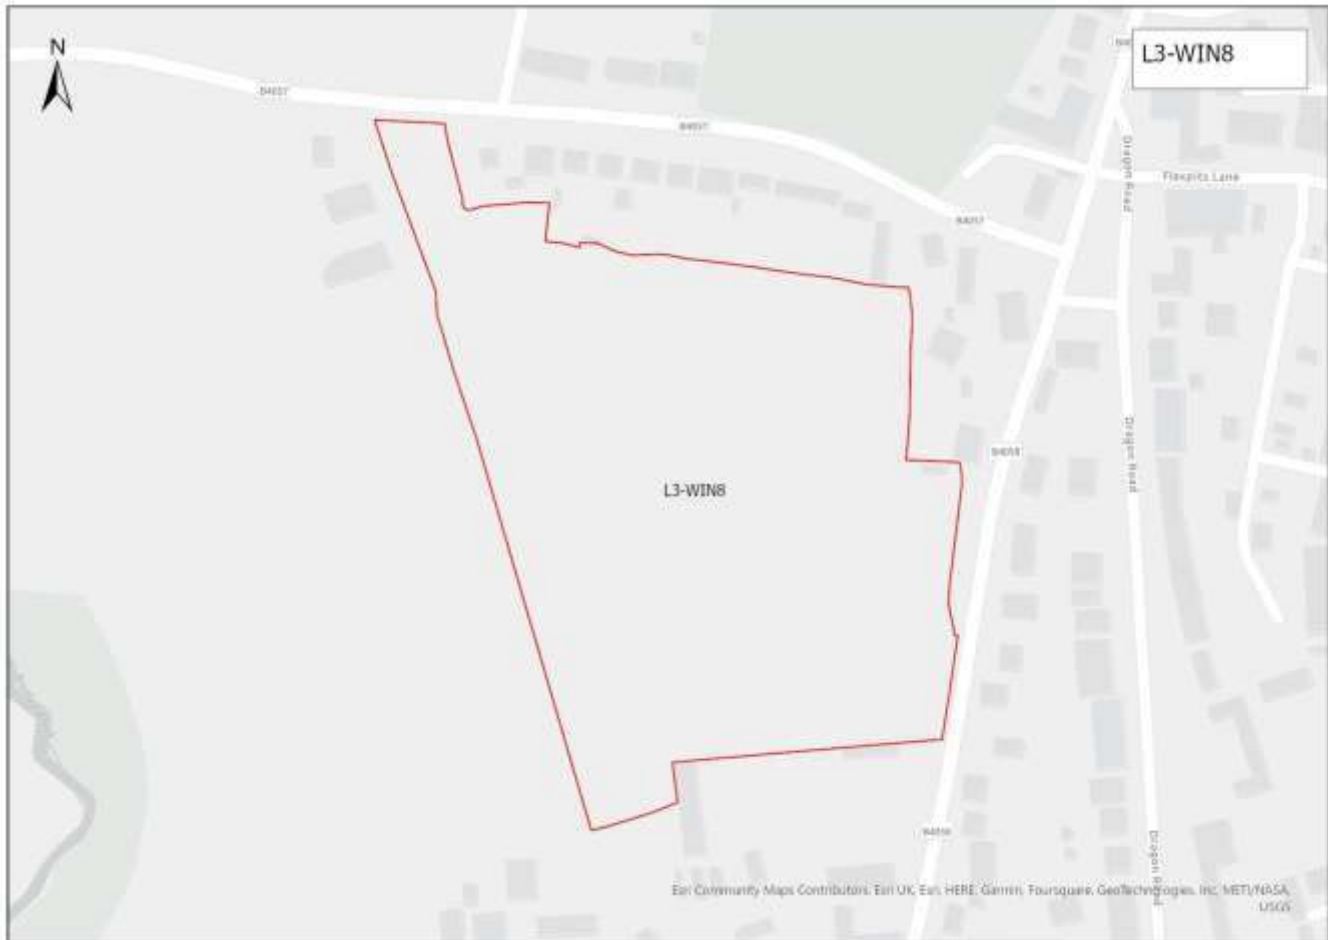 N
L3-WIN8
B4057
B4057
Flaxpits Lane
Dragon Road
B4057
B4058
Dragon Road
L3-WIN8
Dragon Road
Esri Community Maps Contributors, Esri UK, Esri, HERE, Garmin, Foursquare, GeoTechnologies, Inc, METI/NASA,
USGS